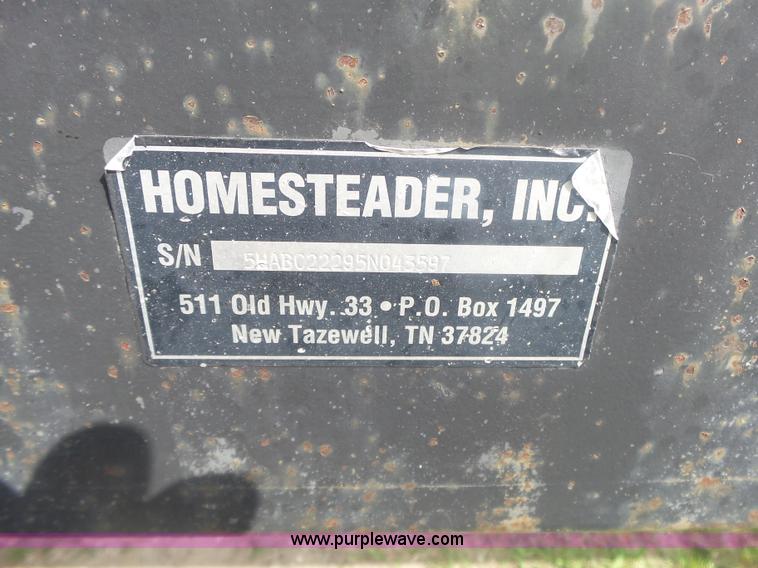 HOMESTEADER, INC.
S/N 5HABC22295N043597
511 Old Hwy. 33 • P.O. Box 1497
New Tazewell, TN 37824
www.purplewave.com